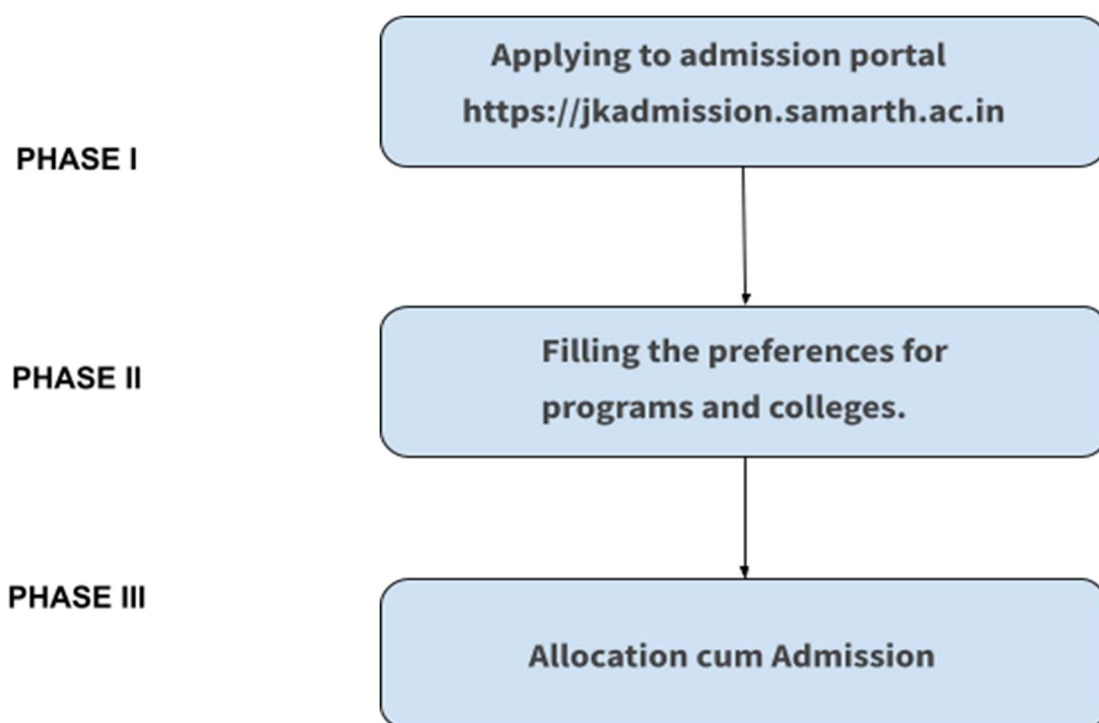 Applying to admission portal
https://jkadmission.samarth.ac.in
PHASE I
Filling the preferences for
PHASE II
programs and colleges.
PHASE III
Allocation cum Admission